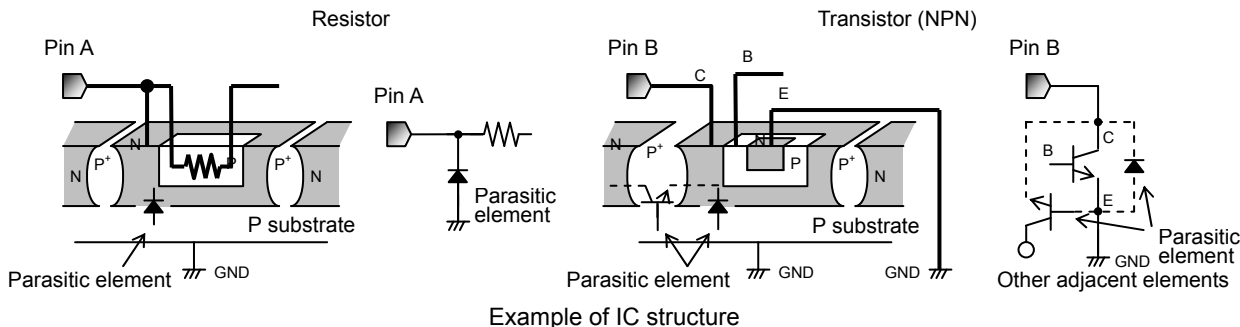 Resistor
Transistor (NPN)
Pin A
Pin B
Pin B
Pin A
C
B
E
N
P
P+
P+
N
N
N
P
P+
P+
N
N
N
C
B
E
Parasitic
element
P substrate
P substrate
Parasitic
element
Parasitic element
GND
Parasitic element
GND
GND
GND
Other adjacent elements
Example of IC structure